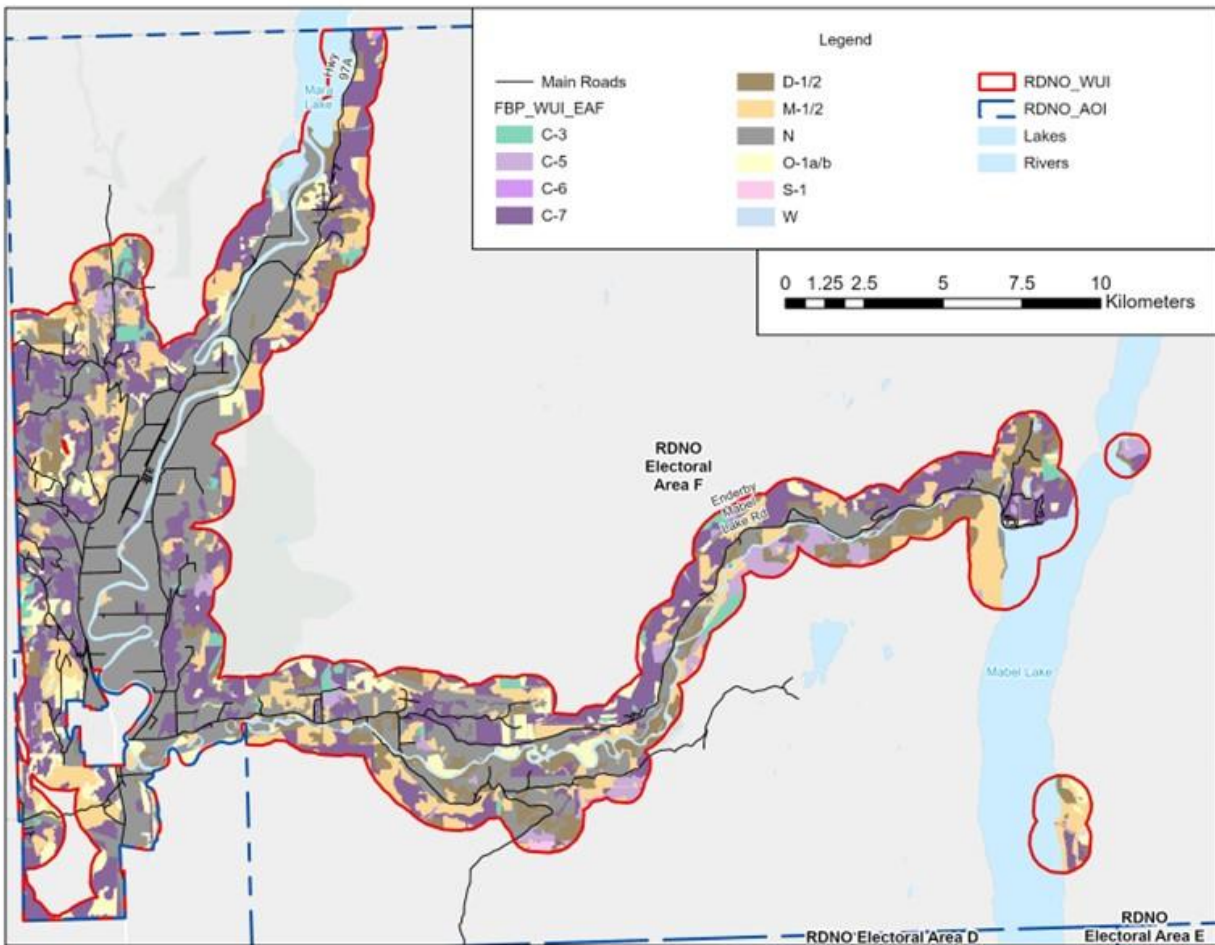 Legend
Main Roads
FBP_WUI_EAF
C-3
C-5
C-6
C-7
D-1/2
M-1/2
N
O-1a/b
S-1
W
RDNO_WUI
RDNO_AOI
Lakes
Rivers
0 1.25 2.5 5 7.5 10
Kilometers
Hwy
97A
Mara
Lake
RDNO
Electoral
Area F
Enderby
Mabel
Lake Rd
Mabel Lake
RDNO Electoral Area D
RDNO
Electoral Area E